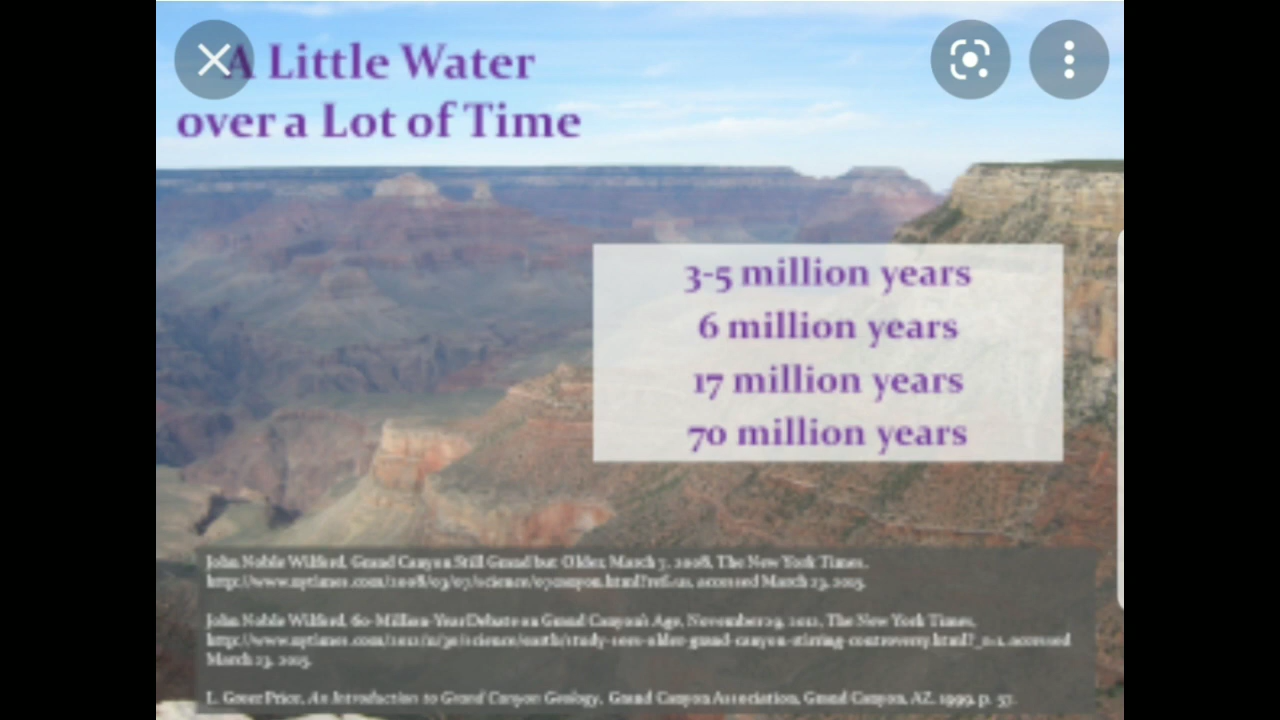 A Little Water
over a Lot of Time
3-5 million years
6 million years
17 million years
70 million years
John Noble Wilford, Grand Canyon Still Grand but Older, March 7, 2008, The New York Times,
accessed March 23, 2015.
John Noble Wilford, 60-Million-Year Debate on Grand Canyon's Age, November 29, 2012, The New York Times,
accessed
March 23, 2015.
L. Greer Price, An Introduction to Grand Canyon Geology, Grand Canyon Association, Grand Canyon, AZ, 1999, p. 57.